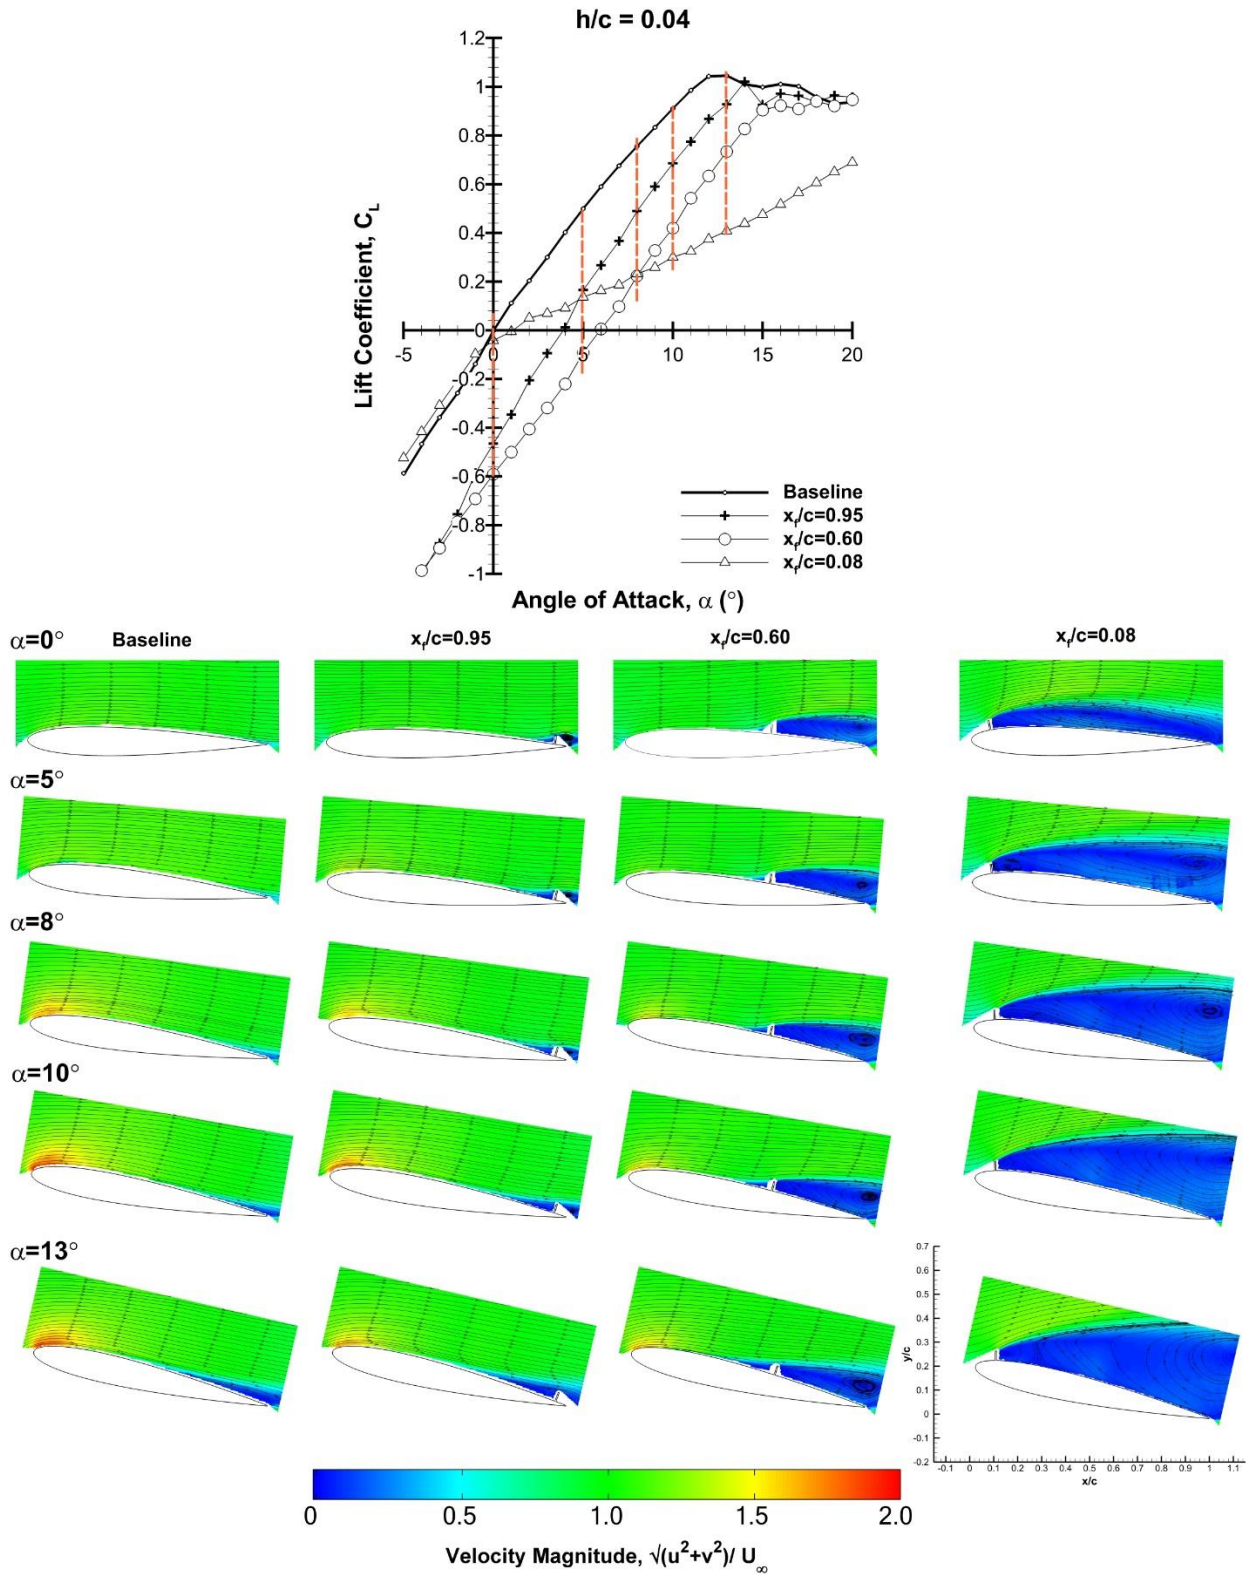 h/c = 0.04
1.2
1
0.8
0.6
0.4
0.2
0
-0.2
-0.4
-0.6
-0.8
-1
-5 0 5 10 15 20
Lift Coefficient, C_L
Baseline
x_f/c=0.95
x_f/c=0.60
x_f/c=0.08
Angle of Attack, α (°)
α=0° Baseline x_f/c=0.95 x_f/c=0.60 x_f/c=0.08
α=5°
α=8°
α=10°
α=13°
0.7
0.6
0.5
0.4
0.3
0.2
0.1
0
-0.1
-0.2
y/c
-0.1 0 0.1 0.2 0.3 0.4 0.5 0.6 0.7 0.8 0.9 1 1.1
x/c
0 0.5 1.0 1.5 2.0
Velocity Magnitude, √(u²+v²)/ U_∞